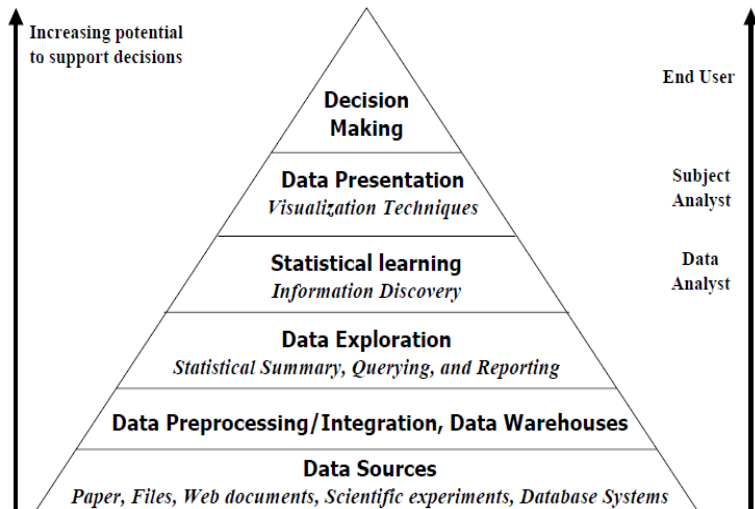 Increasing potential
to support decisions
End User
Decision
Making
Data Presentation
Visualization Techniques
Subject
Analyst
Statistical learning
Information Discovery
Data
Analyst
Data Exploration
Statistical Summary, Querying, and Reporting
Data Preprocessing/Integration, Data Warehouses
Data Sources
Paper, Files, Web documents, Scientific experiments, Database Systems